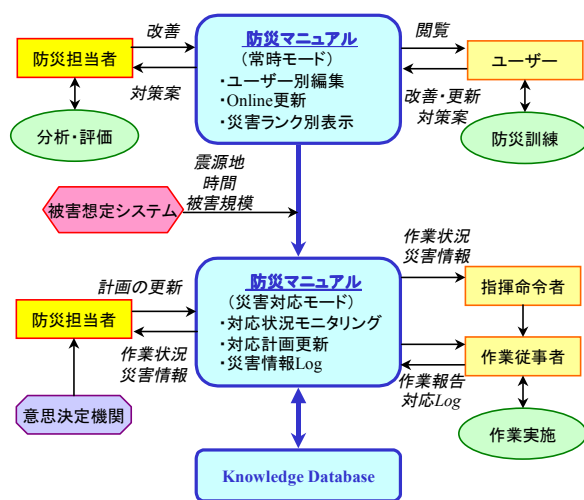 改善
防災マニュアル
閲覧
(常時モード)
防災担当者
・ユーザー別編集
ユーザー
・Online更新
対策案
改善・更新
対策案
・災害ランク別表示
分析・評価
防災訓練
震源地
時間
被害規模
被害想定システム
作業状況
災害情報
計画の更新
防災マニュアル
(災害対応モード)
指揮命令者
防災担当者
・対応状況モニタリング
・対応計画更新
・災害情報Log
作業状況
災害情報
作業従事者
作業報告
対応Log
意思決定機関
作業実施
Knowledge Database